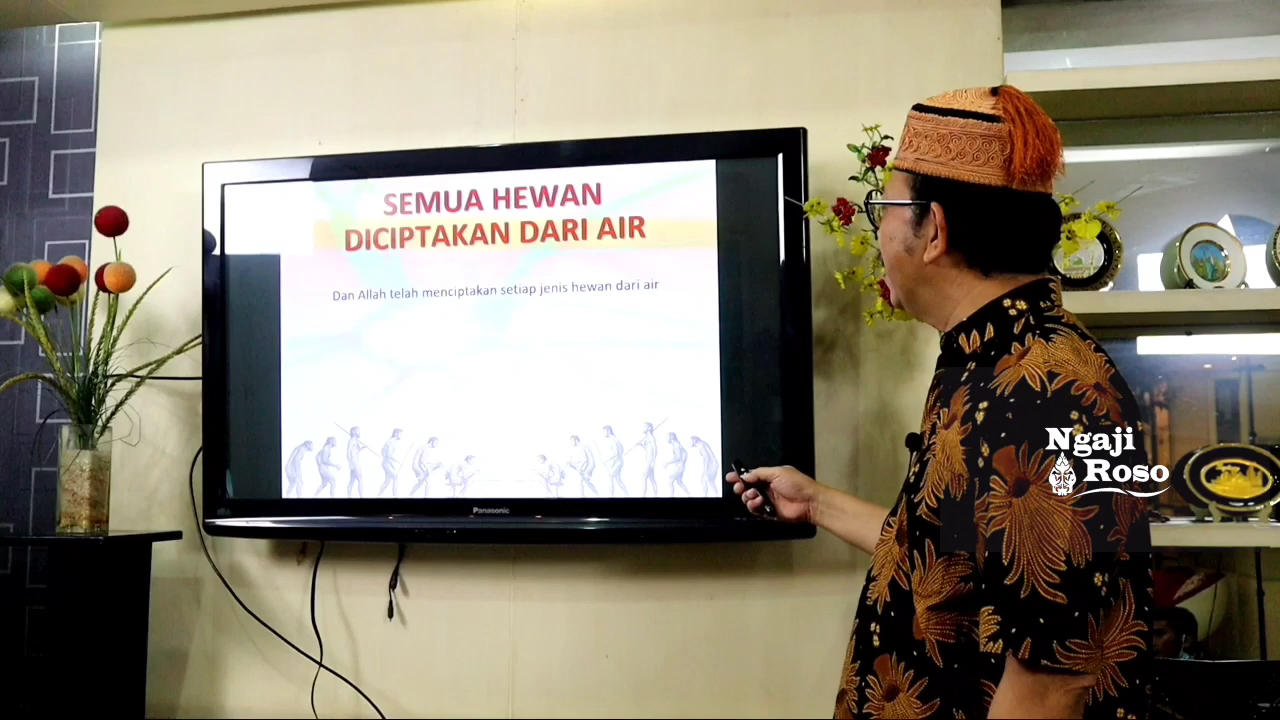 SEMUA HEWAN
DICIPTAKAN DARI AIR
Dan Allah telah menciptakan setiap jenis hewan dari air
Panasonic
Ngaji
Roso